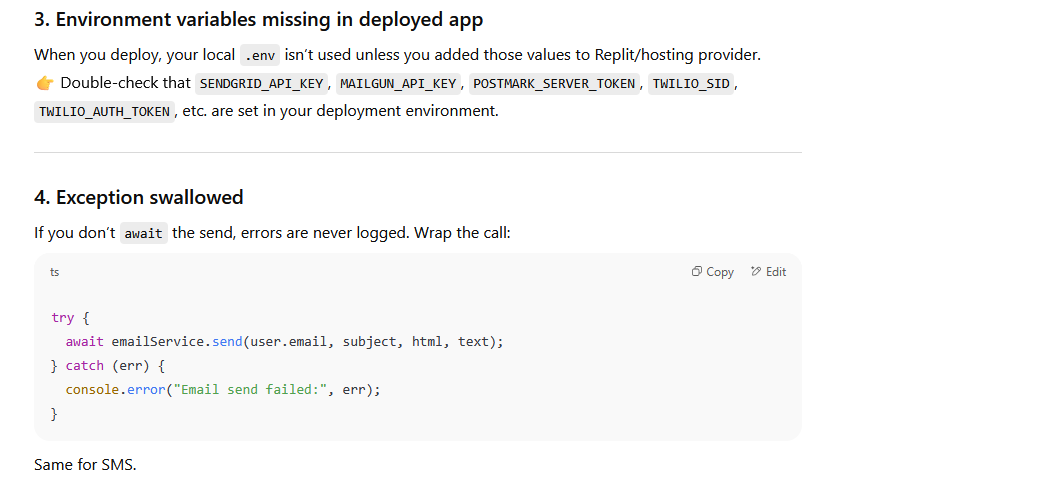 3. Environment variables missing in deployed app
When you deploy, your local .env isn’t used unless you added those values to Replit/hosting provider.
👉 Double-check that SENDGRID_API_KEY, MAILGUN_API_KEY, POSTMARK_SERVER_TOKEN, TWILIO_SID,
TWILIO_AUTH_TOKEN, etc. are set in your deployment environment.
4. Exception swallowed
If you don’t await the send, errors are never logged. Wrap the call:
ts Copy Edit
try {
  await emailService.send(user.email, subject, html, text);
} catch (err) {
  console.error("Email send failed:", err);
}
Same for SMS.